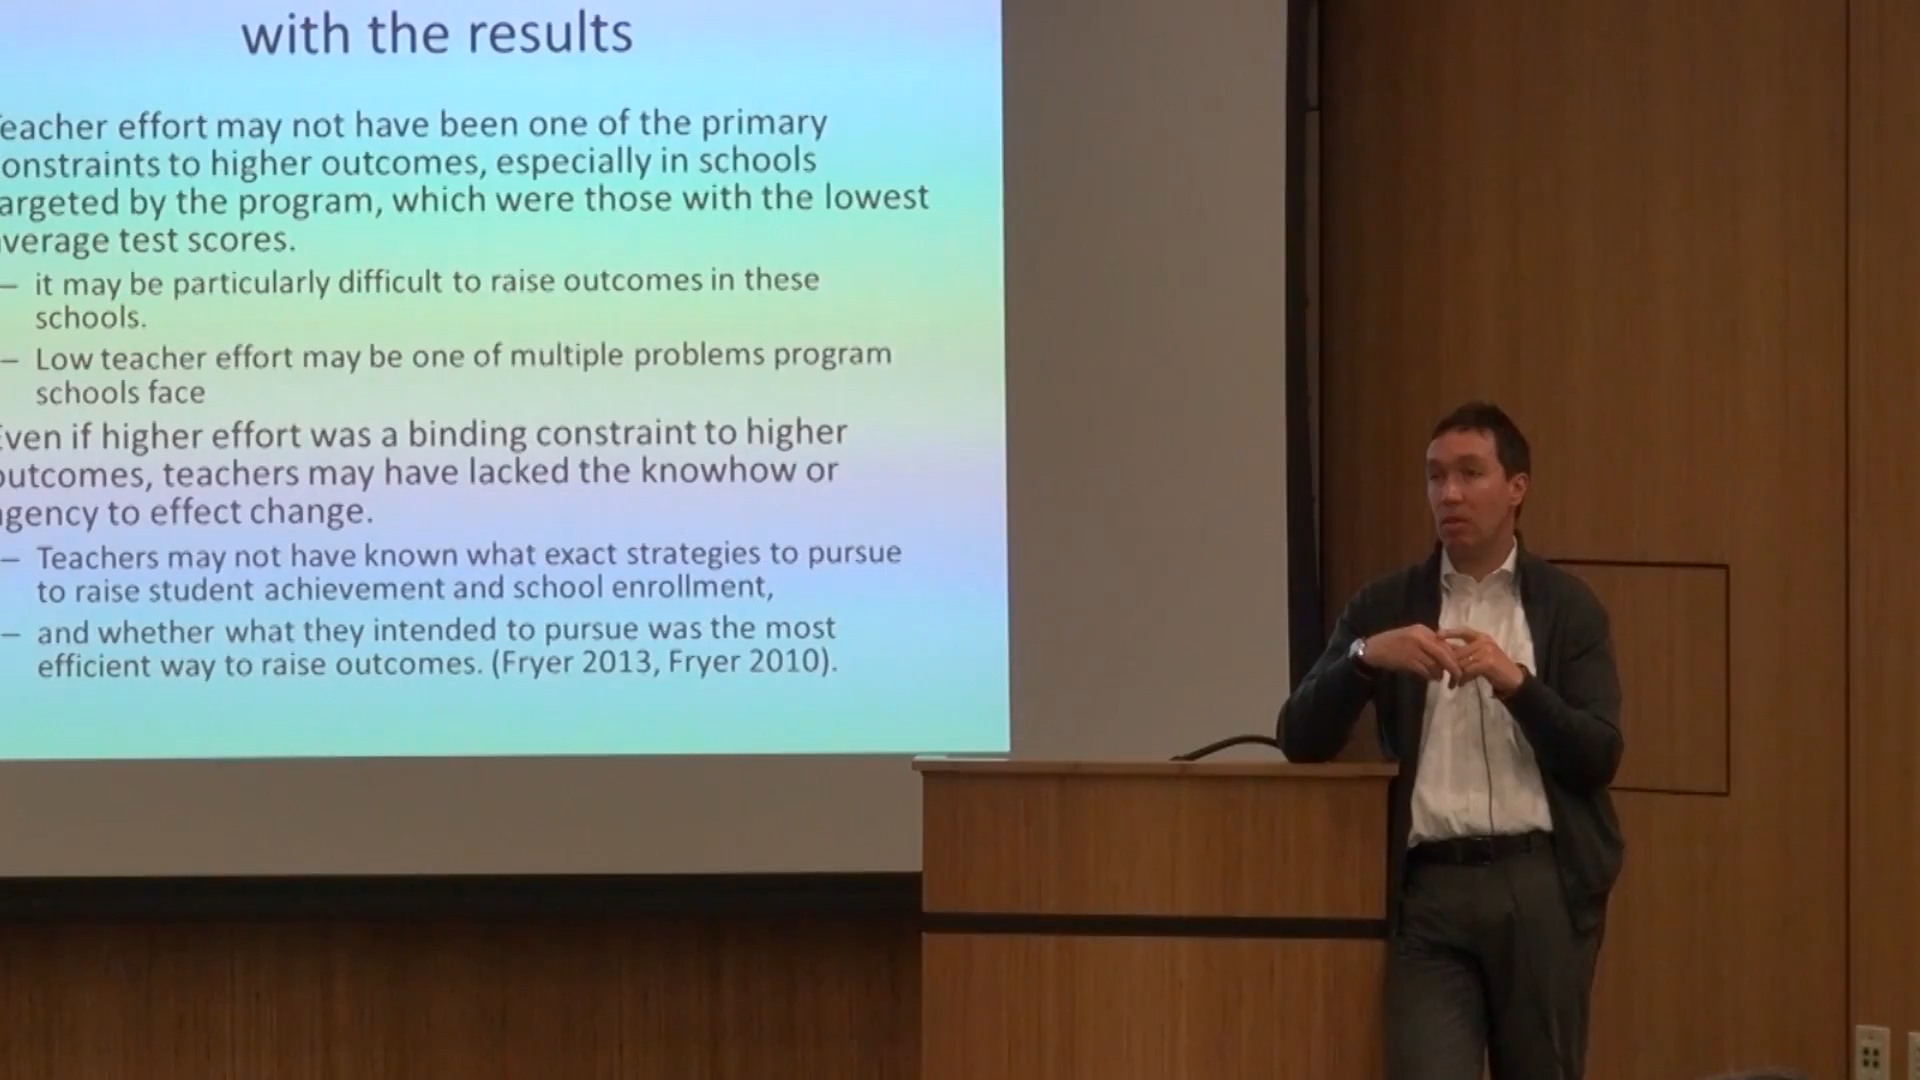 with the results
eacher effort may not have been one of the primary
onstraints to higher outcomes, especially in schools
argeted by the program, which were those with the lowest
verage test scores.
– it may be particularly difficult to raise outcomes in these
schools.
– Low teacher effort may be one of multiple problems program
schools face
ven if higher effort was a binding constraint to higher
outcomes, teachers may have lacked the knowhow or
agency to effect change.
– Teachers may not have known what exact strategies to pursue
to raise student achievement and school enrollment,
– and whether what they intended to pursue was the most
efficient way to raise outcomes. (Fryer 2013, Fryer 2010).